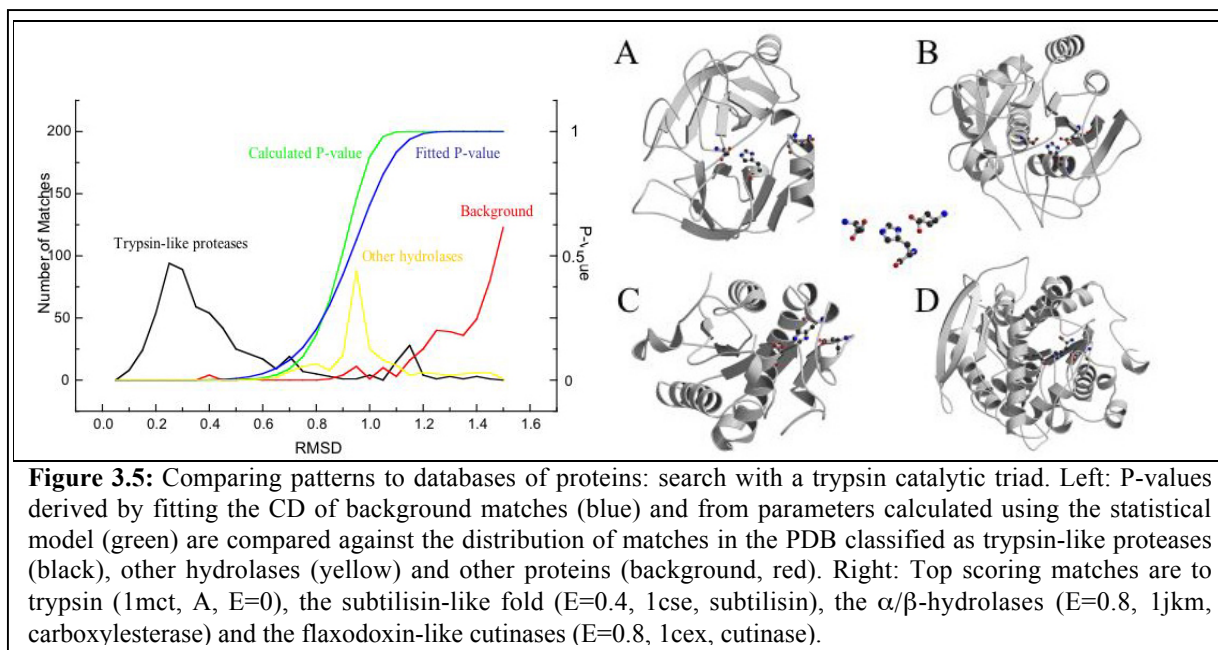 A
B
200
150
100
50
0
Number of Matches
Calculated P-value
Fitted P-value
Background
Trypsin-like proteases
Other hydrolases
1
0.5
0
0.0 0.2 0.4 0.6 0.8 1.0 1.2 1.4 1.6
RMSD
C
D
Figure 3.5: Comparing patterns to databases of proteins: search with a trypsin catalytic triad. Left: P-values
derived by fitting the CD of background matches (blue) and from parameters calculated using the statistical
model (green) are compared against the distribution of matches in the PDB classified as trypsin-like proteases
(black), other hydrolases (yellow) and other proteins (background, red). Right: Top scoring matches are to
trypsin (1mct, A, E=0), the subtilisin-like fold (E=0.4, 1cse, subtilisin), the α/β-hydrolases (E=0.8, 1jkm,
carboxylesterase) and the flaxodoxin-like cutinases (E=0.8, 1cex, cutinase).